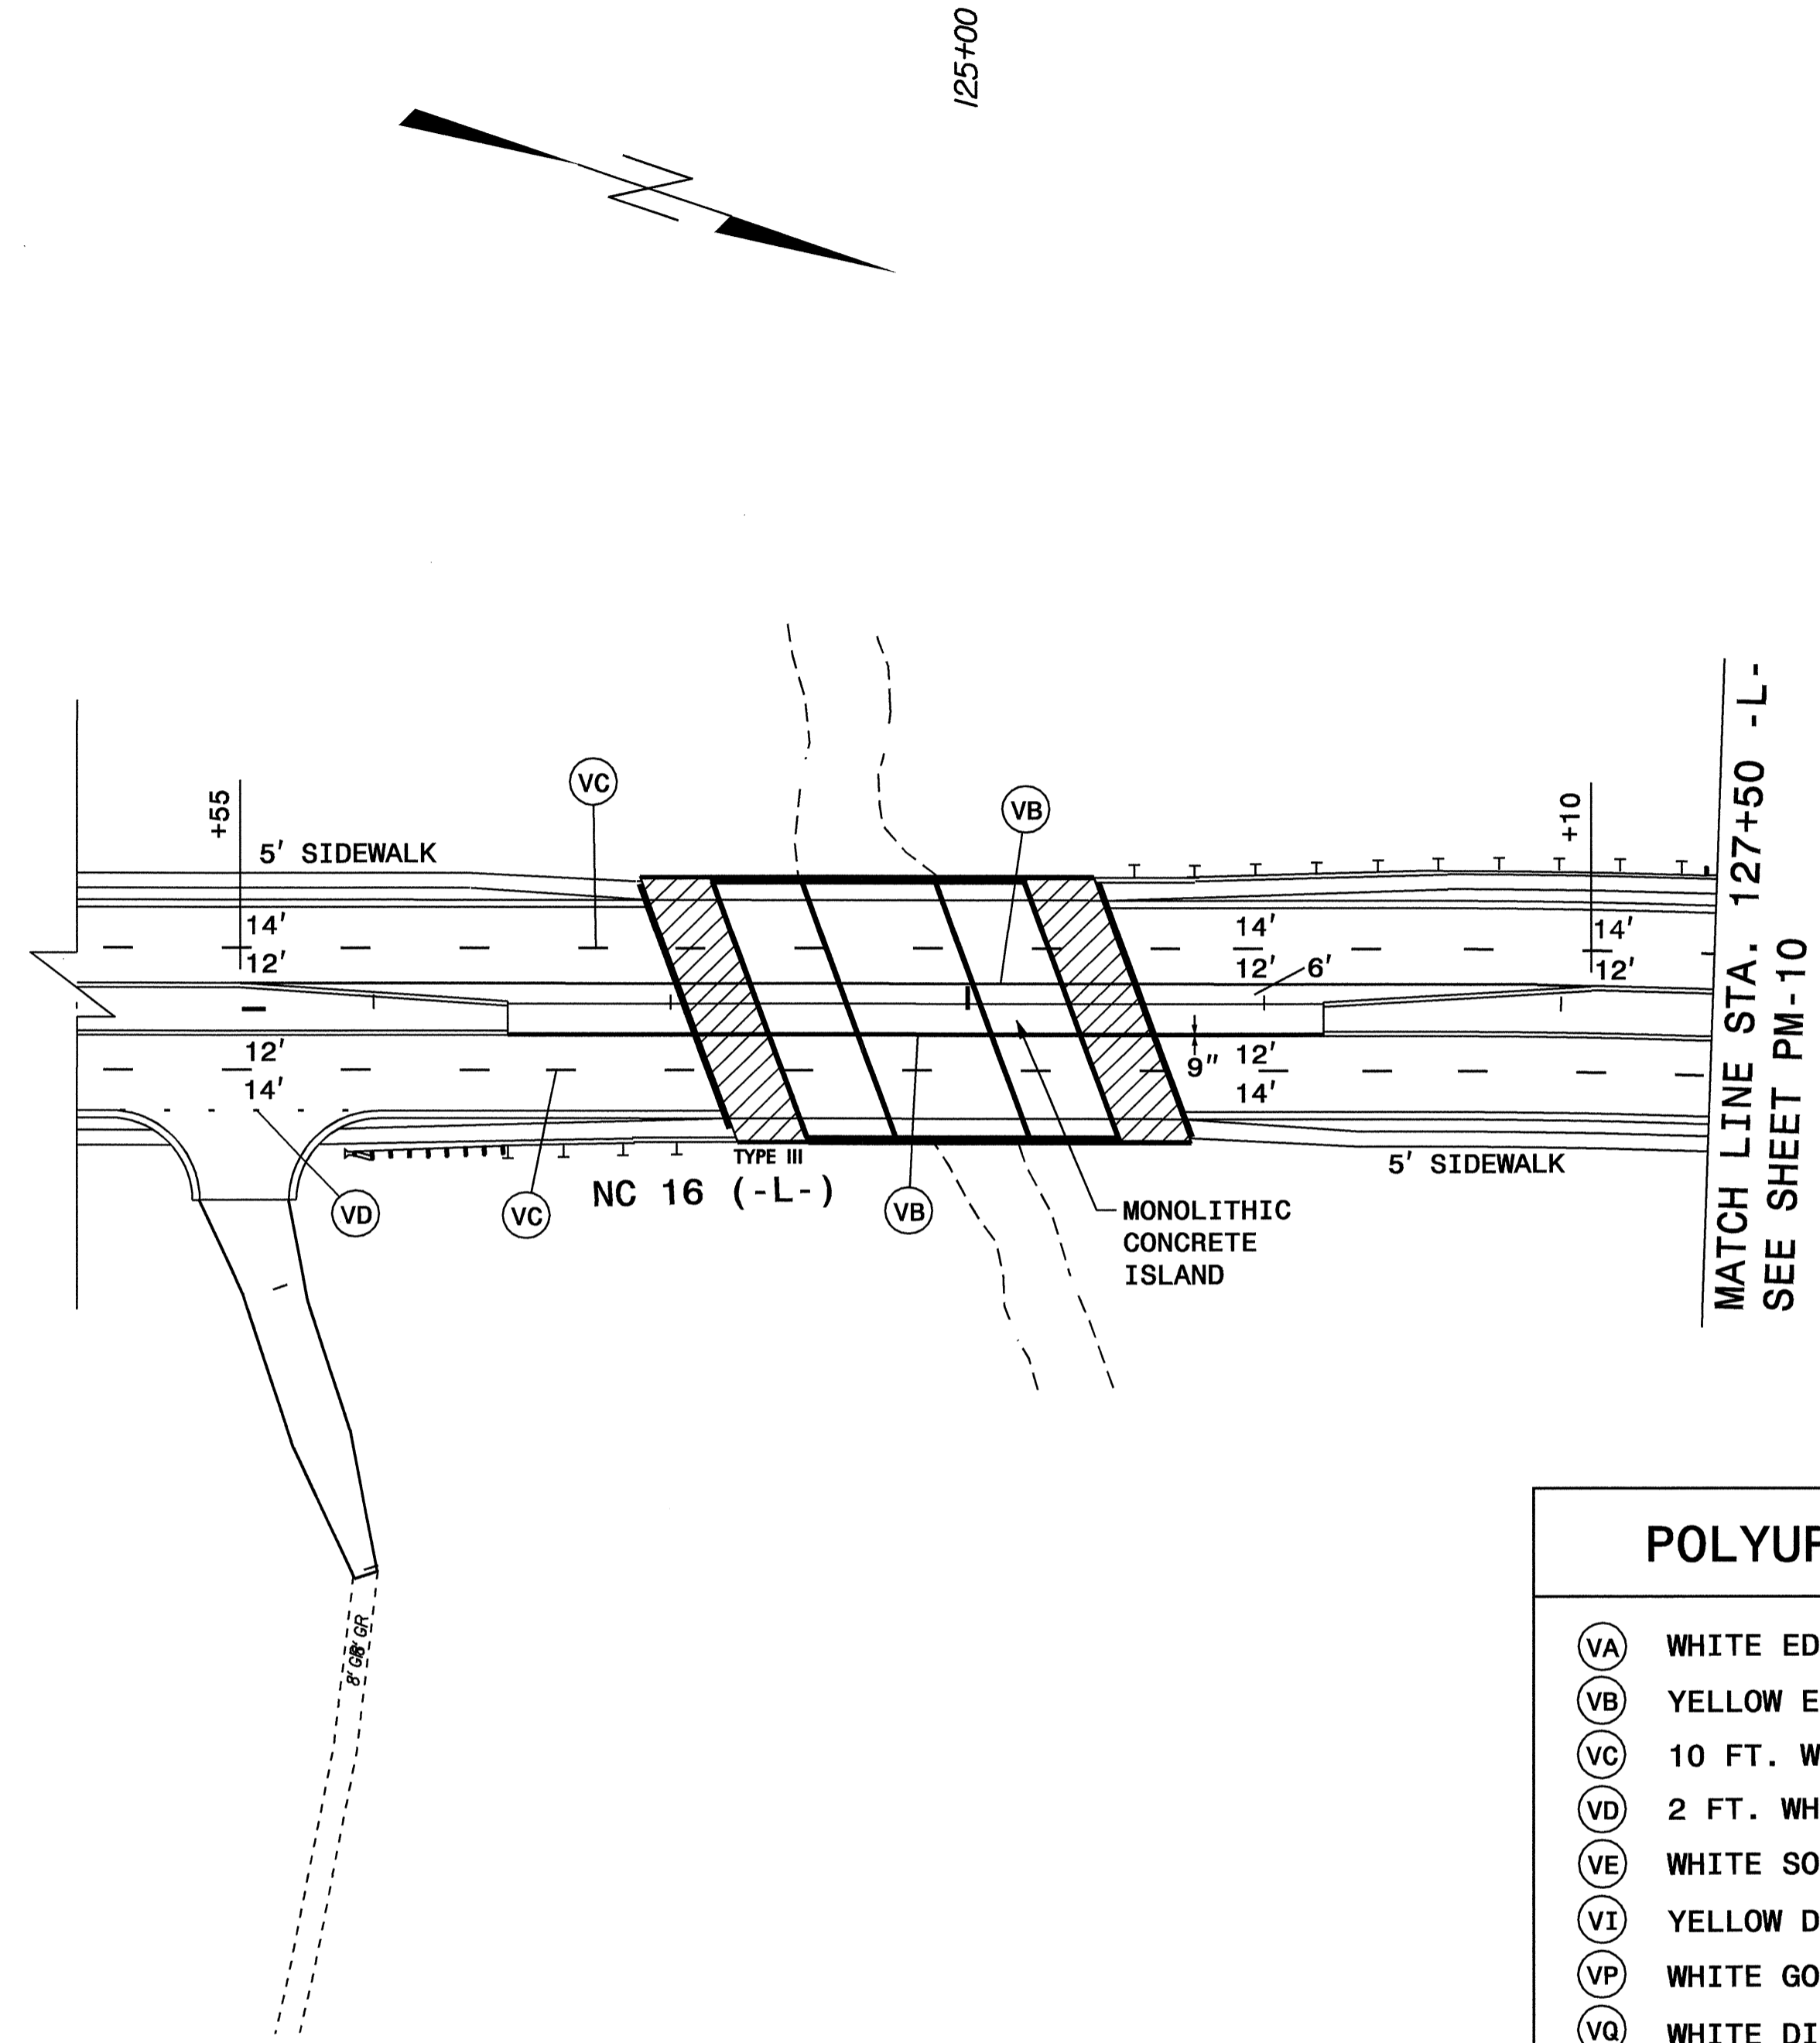 125+00
+55
5' SIDEWALK
VC
VB
+10
14'
12'
14'
12'
6'
14'
12'
12'
14'
9"
12'
14'
TYPE III
NC 16 (-L-)
5' SIDEWALK
VD
VC
VB
MONOLITHIC
CONCRETE
ISLAND
MATCH LINE STA. 127+50 -L-
SEE SHEET PM-10
8' GR
POLYUR
VA WHITE ED
VB YELLOW E
VC 10 FT. W
VD 2 FT. WH
VE WHITE SO
VI YELLOW D
VP WHITE GO
VQ WHITE DI